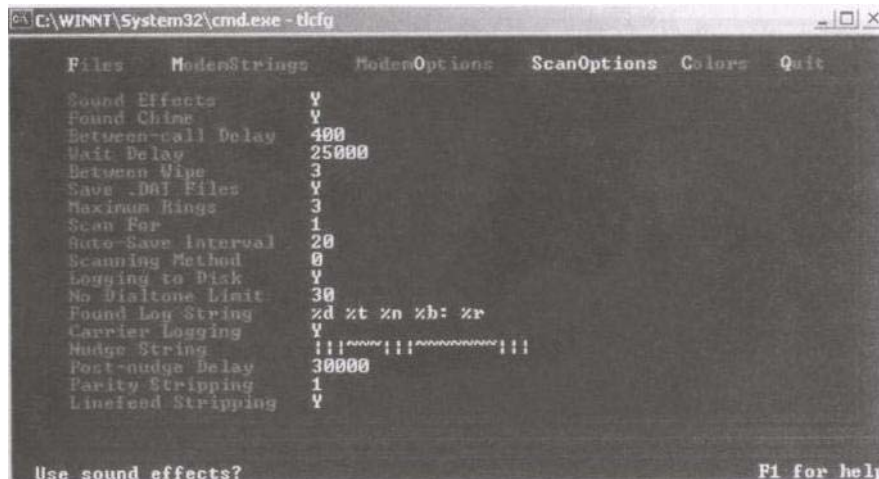 C:\WINNT\System32\cmd.exe - tlcfg
Files ModemStrings ModemOptions ScanOptions Colors Quit
Sound Effects Y
Found Chime Y
Between-call Delay 400
Wait Delay 25000
Between Wipe 3
Save .DAT Files Y
Maximum Rings 3
Scan For 1
Auto-Save Interval 20
Scanning Method 0
Logging to Disk Y
No Dialtone Limit 30
Found Log String %d %t %n %b: %r
Carrier Logging Y
Nudge String ¦¦¦~~~~¦¦¦~~~~~~~~¦¦¦
Post-nudge Delay 30000
Parity Stripping 1
Linefeed Stripping Y
Use sound effects? F1 for help